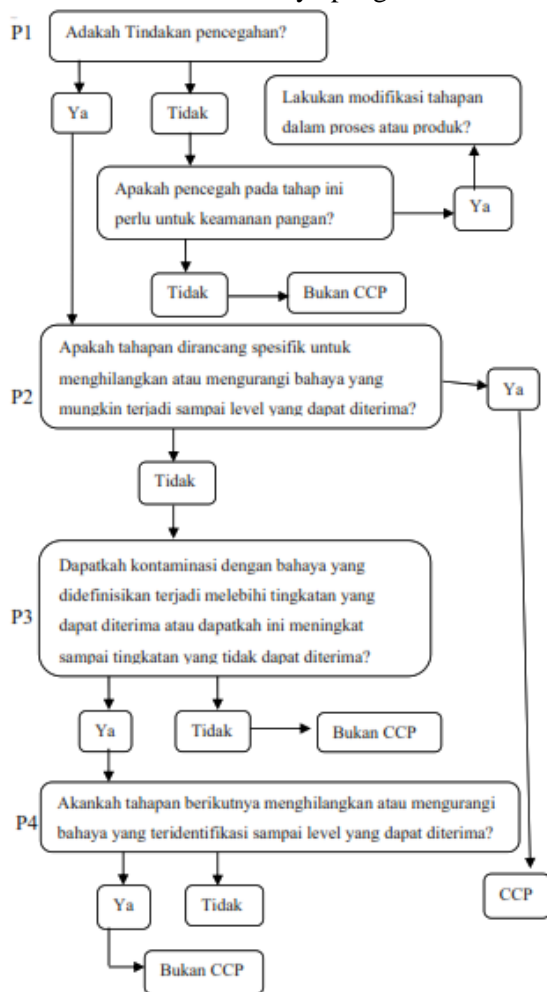 P1
Adakah Tindakan pencegahan?
Ya
Tidak
Lakukan modifikasi tahapan
dalam proses atau produk?
Apakah pencegah pada tahap ini
perlu untuk keamanan pangan?
Ya
Tidak
Bukan CCP
P2
Apakah tahapan dirancang spesifik untuk
menghilangkan atau mengurangi bahaya yang
mungkin terjadi sampai level yang dapat diterima?
Ya
Tidak
P3
Dapatkah kontaminasi dengan bahaya yang
didefinisikan terjadi melebihi tingkatan yang
dapat diterima atau dapatkah ini meningkat
sampai tingkatan yang tidak dapat diterima?
Ya
Tidak
Bukan CCP
P4
Akankah tahapan berikutnya menghilangkan atau mengurangi
bahaya yang teridentifikasi sampai level yang dapat diterima?
Ya
Tidak
CCP
Bukan CCP